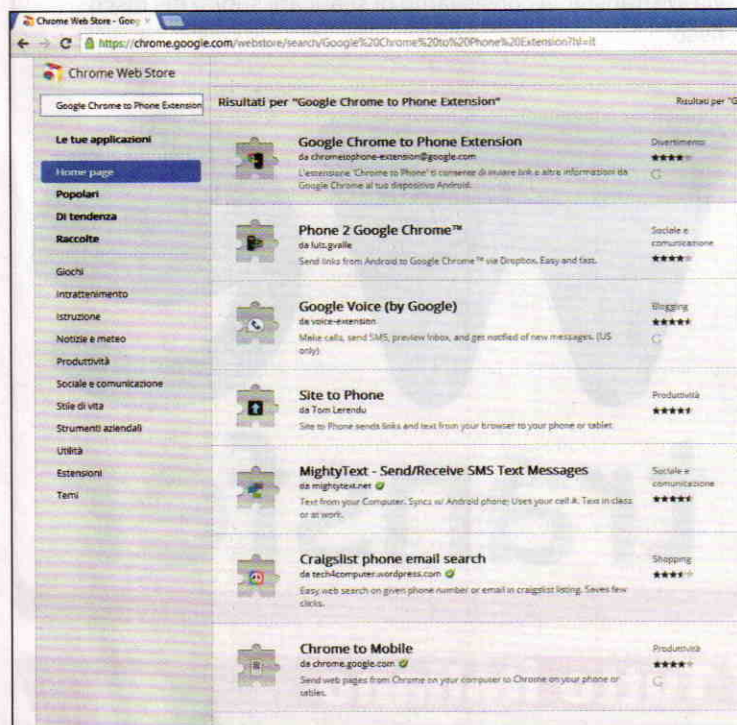 Chrome Web Store - Goog
https://chrome.google.com/webstore/search/Google%20Chrome%20to%20Phone%20Extension?hl=it
Chrome Web Store
Google Chrome to Phone Extension
Le tue applicazioni
Home page
Popolari
Di tendenza
Raccolte
Giochi
Intrattenimento
Istruzione
Notizie e meteo
Produttività
Sociale e comunicazione
Stile di vita
Strumenti aziendali
Utilità
Estensioni
Temi
Risultati per "Google Chrome to Phone Extension"
Risultati per "G
Google Chrome to Phone Extension
da chrometophone-extension@google.com
L'estensione 'Chrome to Phone' ti consente di inviare link e altre informazioni da
Google Chrome al tuo dispositivo Android.
Divertimento
Phone 2 Google Chrome™
da luis.gvalle
Send links from Android to Google Chrome ™ via Dropbox. Easy and fast.
Sociale e
comunicazione
Google Voice (by Google)
da voice-extension
Make calls, send SMS, preview Inbox, and get notified of new messages. (US
only)
Blogging
Site to Phone
da Tom Lerendu
Site to Phone sends links and text from your browser to your phone or tablet.
Produttività
MightyText - Send/Receive SMS Text Messages
da mightytext.net
Text from your Computer. Syncs w/ Android phone; Uses your cell #. Text in class
or at work.
Sociale e
comunicazione
Craigslist phone email search
da tech4computer.wordpress.com
Easy web search on given phone number or email in craigslist listing. Saves few
clicks.
Shopping
Chrome to Mobile
da chrome.google.com
Send web pages from Chrome on your computer to Chrome on your phone or
tablet.
Produttività